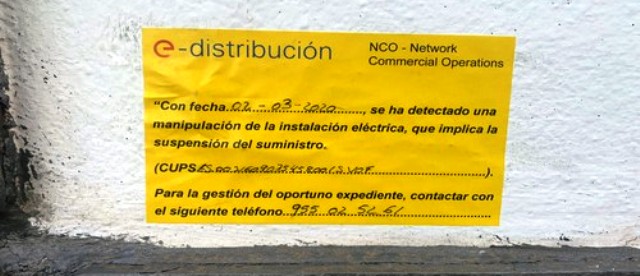 e-distribución
NCO - Network
Commercial Operations
"Con fecha 02-03-2020, se ha detectado una
manipulación de la instalación eléctrica, que implica la
suspensión del suministro.
(CUPS ).
Para la gestión del oportuno expediente, contactar con
el siguiente teléfono 955 02